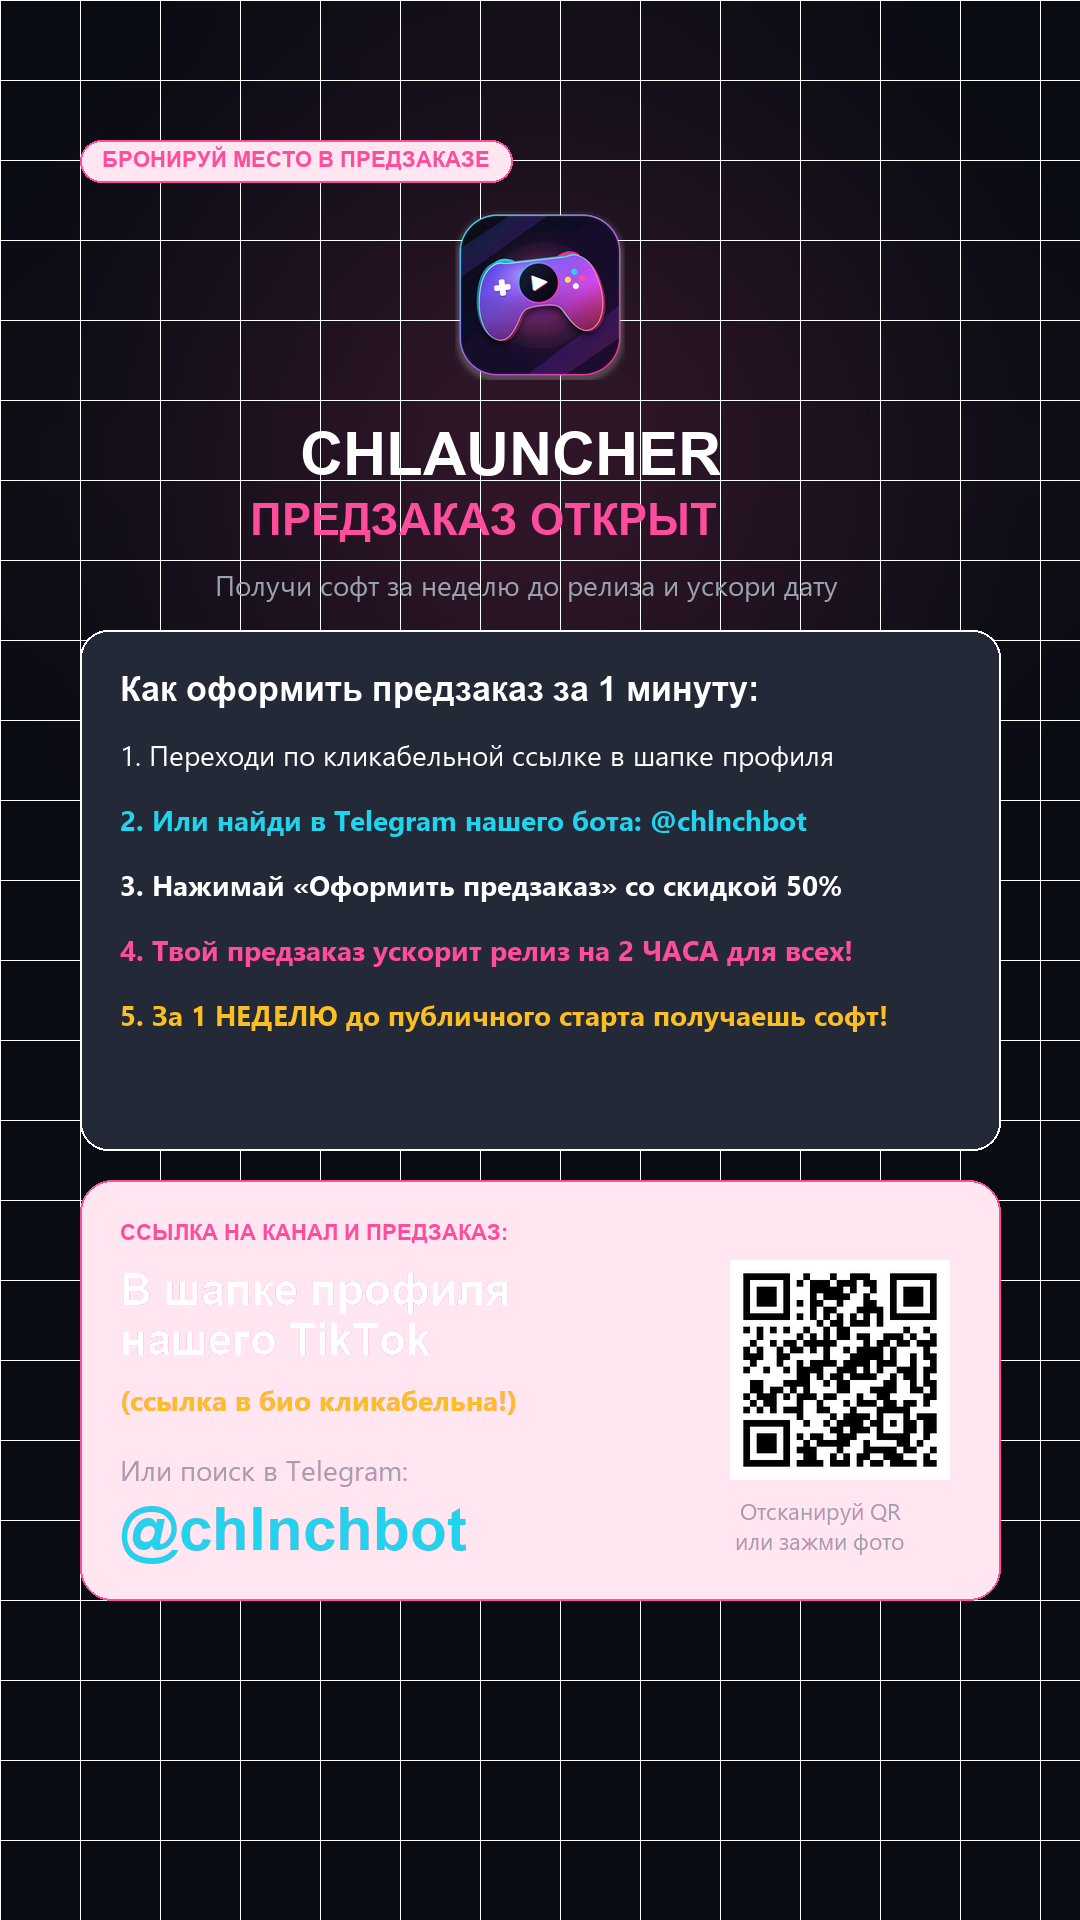 БРОНИРУЙ МЕСТО В ПРЕДЗАКАЗЕ
CHLAUNCHER
ПРЕДЗАКАЗ ОТКРЫТ
Получи софт за неделю до релиза и ускори дату
Как оформить предзаказ за 1 минуту:
1. Переходи по кликабельной ссылке в шапке профиля
2. Или найди в Telegram нашего бота: @chlnchbot
3. Нажимай «Оформить предзаказ» со скидкой 50%
4. Твой предзаказ ускорит релиз на 2 ЧАСА для всех!
5. За 1 НЕДЕЛЮ до публичного старта получаешь софт!
ССЫЛКА НА КАНАЛ И ПРЕДЗАКАЗ:
В шапке профиля
нашего TikTok
(ссылка в био кликабельна!)
Или поиск в Telegram:
@chlnchbot
Отсканируй QR
или зажми фото